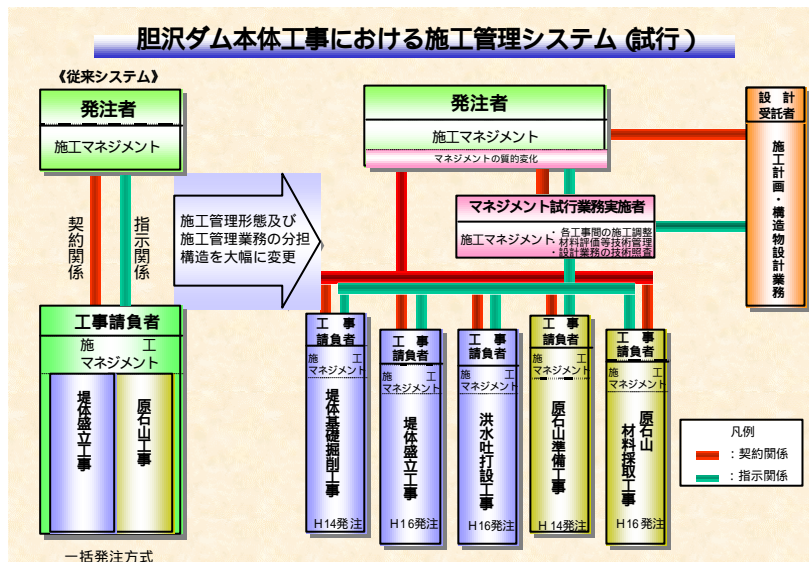 胆沢ダム本体工事における施工管理システム（試行）
《従来システム》
発注者
施工マネジメント
契約関係
指示関係
工事請負者
施工
マネジメント
堤体盛立工事
原石山工事
一括発注方式
施工管理形態及び
施工管理業務の分担
構造を大幅に変更
発注者
施工マネジメント
マネジメントの質的変化
マネジメント試行業務実施者
施工マネジメント
・各工事間の施工調整
・材料評価等技術管理
・設計業務の技術照査
設計
受託者
施工計画・構造物設計業務
工事
請負者
施工
マネジメント
堤体基礎掘削工事
H14発注
工事
請負者
施工
マネジメント
堤体盛立工事
H16発注
工事
請負者
施工
マネジメント
洪水吐打設工事
H16発注
工事
請負者
施工
マネジメント
原石山準備工事
H14発注
工事
請負者
施工
マネジメント
原石山
材料採取工事
H16発注
凡例
：契約関係
：指示関係